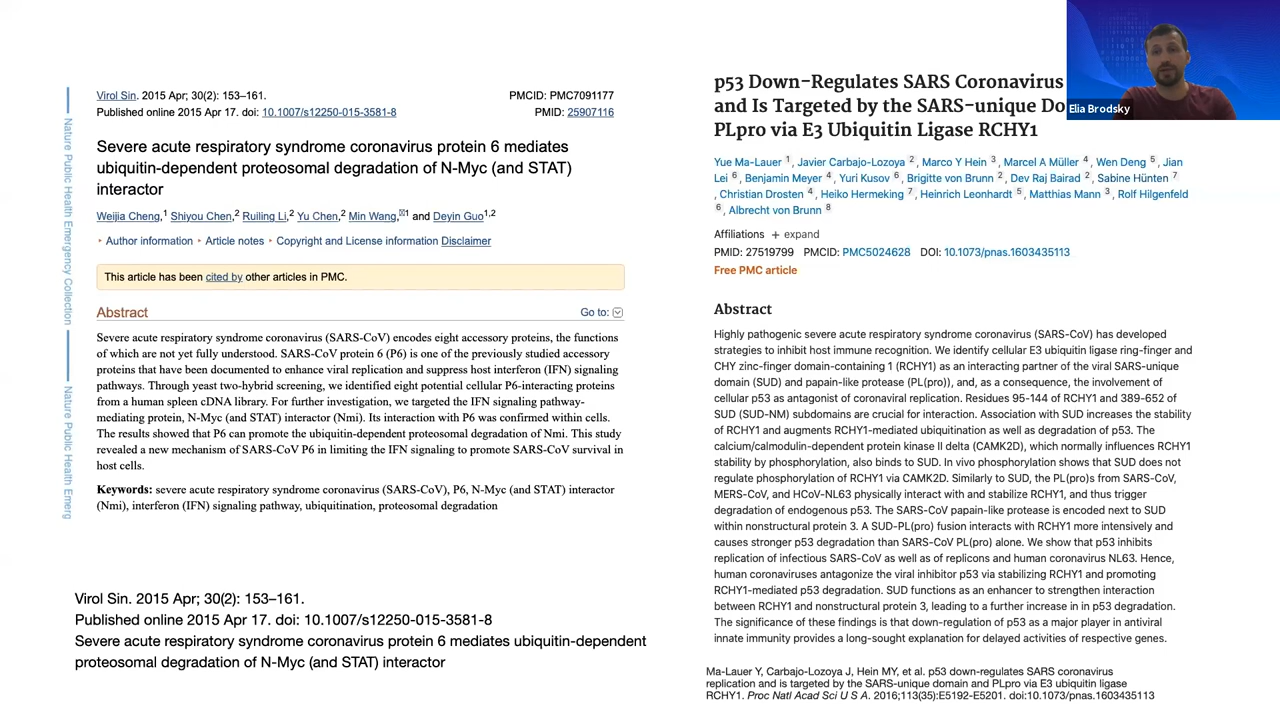 Virol Sin. 2015 Apr; 30(2): 153–161.
PMCID: PMC7091177
Published online 2015 Apr 17. doi: 10.1007/s12250-015-3581-8
PMID: 25907116
Severe acute respiratory syndrome coronavirus protein 6 mediates
ubiquitin-dependent proteosomal degradation of N-Myc (and STAT)
interactor
Weijia Cheng,1 Shiyou Chen,2 Ruiling Li,2 Yu Chen,2 Min Wang,✉1 and Deyin Guo1,2
▸ Author information ▸ Article notes ▸ Copyright and License information Disclaimer
This article has been cited by other articles in PMC.
Abstract
Go to:
Severe acute respiratory syndrome coronavirus (SARS-CoV) encodes eight accessory proteins, the functions
of which are not yet fully understood. SARS-CoV protein 6 (P6) is one of the previously studied accessory
proteins that have been documented to enhance viral replication and suppress host interferon (IFN) signaling
pathways. Through yeast two-hybrid screening, we identified eight potential cellular P6-interacting proteins
from a human spleen cDNA library. For further investigation, we targeted the IFN signaling pathway-
mediating protein, N-Myc (and STAT) interactor (Nmi). Its interaction with P6 was confirmed within cells.
The results showed that P6 can promote the ubiquitin-dependent proteosomal degradation of Nmi. This study
revealed a new mechanism of SARS-CoV P6 in limiting the IFN signaling to promote SARS-CoV survival in
host cells.
Keywords: severe acute respiratory syndrome coronavirus (SARS-CoV), P6, N-Myc (and STAT) interactor
(Nmi), interferon (IFN) signaling pathway, ubiquitination, proteosomal degradation
Nature Public Health Emergency Collection
Nature Public Health Emerg
Virol Sin. 2015 Apr; 30(2): 153–161.
Published online 2015 Apr 17. doi: 10.1007/s12250-015-3581-8
Severe acute respiratory syndrome coronavirus protein 6 mediates ubiquitin-dependent
proteosomal degradation of N-Myc (and STAT) interactor
p53 Down-Regulates SARS Coronavirus
and Is Targeted by the SARS-unique Do
PLpro via E3 Ubiquitin Ligase RCHY1
Elia Brodsky
Yue Ma-Lauer 1, Javier Carbajo-Lozoya 2, Marco Y Hein 3, Marcel A Müller 4, Wen Deng 5, Jian
Lei 6, Benjamin Meyer 4, Yuri Kusov 6, Brigitte von Brunn 2, Dev Raj Bairad 2, Sabine Hünten 7
, Christian Drosten 4, Heiko Hermeking 7, Heinrich Leonhardt 5, Matthias Mann 3, Rolf Hilgenfeld
6, Albrecht von Brunn 8
Affiliations + expand
PMID: 27519799 PMCID: PMC5024628 DOI: 10.1073/pnas.1603435113
Free PMC article
Abstract
Highly pathogenic severe acute respiratory syndrome coronavirus (SARS-CoV) has developed
strategies to inhibit host immune recognition. We identify cellular E3 ubiquitin ligase ring-finger and
CHY zinc-finger domain-containing 1 (RCHY1) as an interacting partner of the viral SARS-unique
domain (SUD) and papain-like protease (PL(pro)), and, as a consequence, the involvement of
cellular p53 as antagonist of coronaviral replication. Residues 95-144 of RCHY1 and 389-652 of
SUD (SUD-NM) subdomains are crucial for interaction. Association with SUD increases the stability
of RCHY1 and augments RCHY1-mediated ubiquitination as well as degradation of p53. The
calcium/calmodulin-dependent protein kinase II delta (CAMK2D), which normally influences RCHY1
stability by phosphorylation, also binds to SUD. In vivo phosphorylation shows that SUD does not
regulate phosphorylation of RCHY1 via CAMK2D. Similarly to SUD, the PL(pro)s from SARS-CoV,
MERS-CoV, and HCoV-NL63 physically interact with and stabilize RCHY1, and thus trigger
degradation of endogenous p53. The SARS-CoV papain-like protease is encoded next to SUD
within nonstructural protein 3. A SUD-PL(pro) fusion interacts with RCHY1 more intensively and
causes stronger p53 degradation than SARS-CoV PL(pro) alone. We show that p53 inhibits
replication of infectious SARS-CoV as well as of replicons and human coronavirus NL63. Hence,
human coronaviruses antagonize the viral inhibitor p53 via stabilizing RCHY1 and promoting
RCHY1-mediated p53 degradation. SUD functions as an enhancer to strengthen interaction
between RCHY1 and nonstructural protein 3, leading to a further increase in in p53 degradation.
The significance of these findings is that down-regulation of p53 as a major player in antiviral
innate immunity provides a long-sought explanation for delayed activities of respective genes.
Ma-Lauer Y, Carbajo-Lozoya J, Hein MY, et al. p53 down-regulates SARS coronavirus
replication and is targeted by the SARS-unique domain and PLpro via E3 ubiquitin ligase
RCHY1. Proc Natl Acad Sci U S A. 2016;113(35):E5192-E5201. doi:10.1073/pnas.1603435113